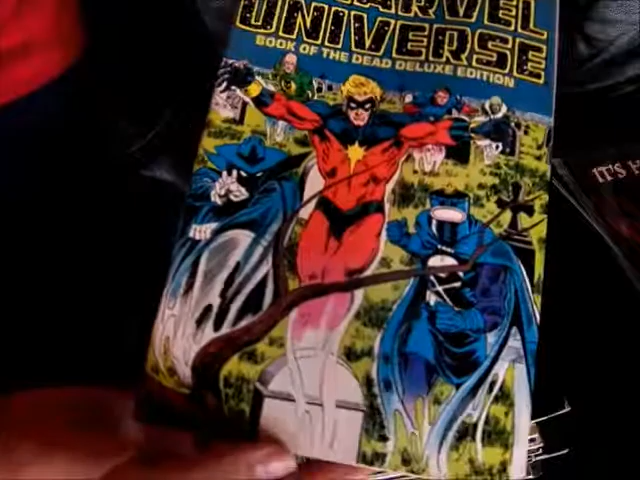 MARVEL
UNIVERSE
BOOK OF THE DEAD DELUXE EDITION
IT'S